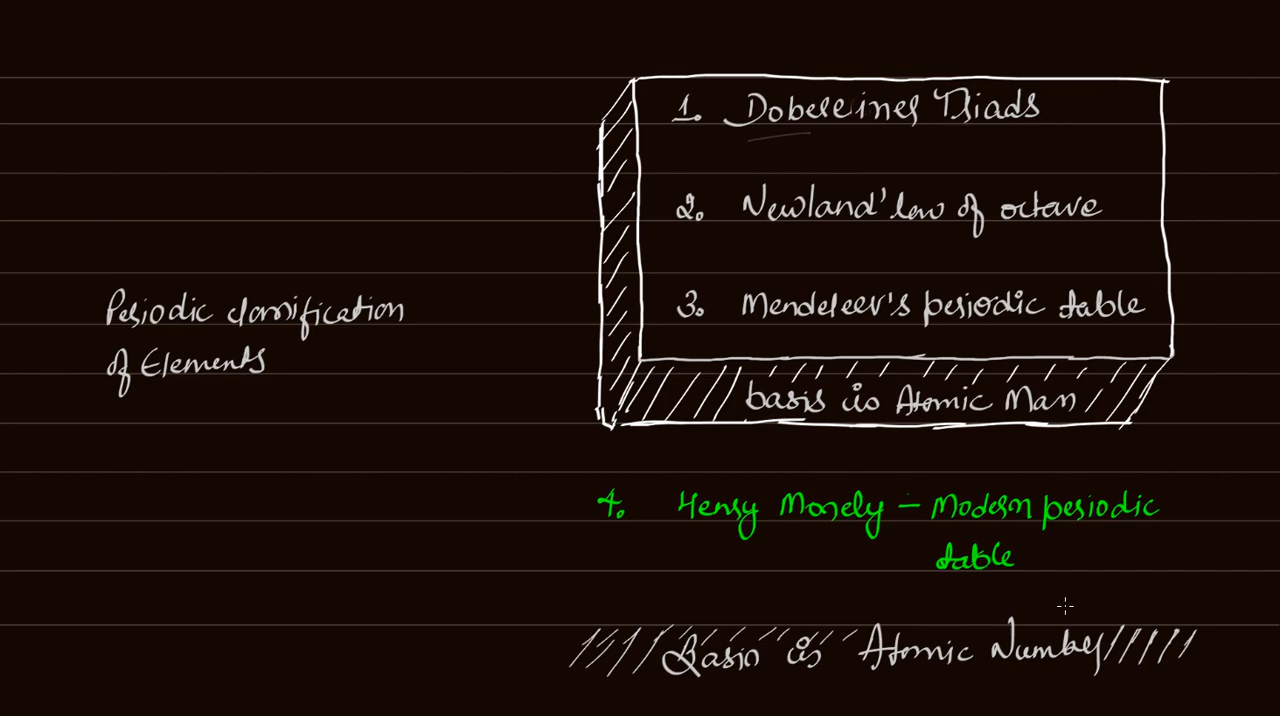 Periodic classification
of Elements
1. Dobereiner Triads
2. Newland' law of octave
3. Mendeleev's periodic table
basis is Atomic Mass
4. Henry Mosely - Modern periodic
table
Basis is Atomic Number